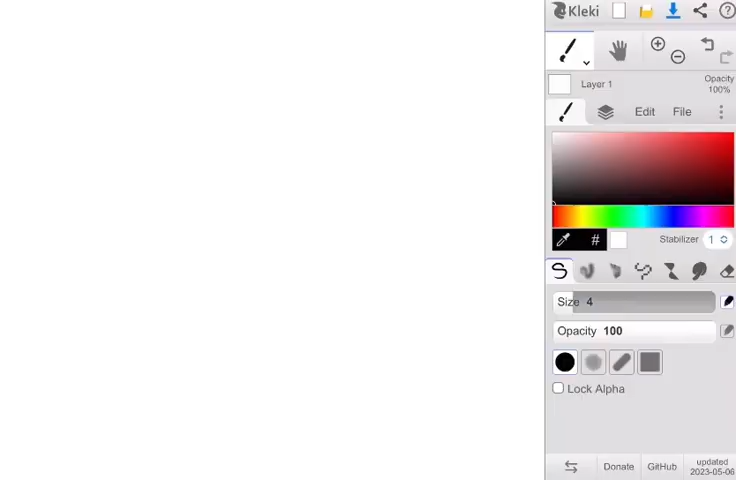 Kleki
Layer 1
Opacity
100%
Edit
File
#
Stabilizer 1
Size 4
Opacity 100
Lock Alpha
Donate
GitHub
updated
2023-05-06